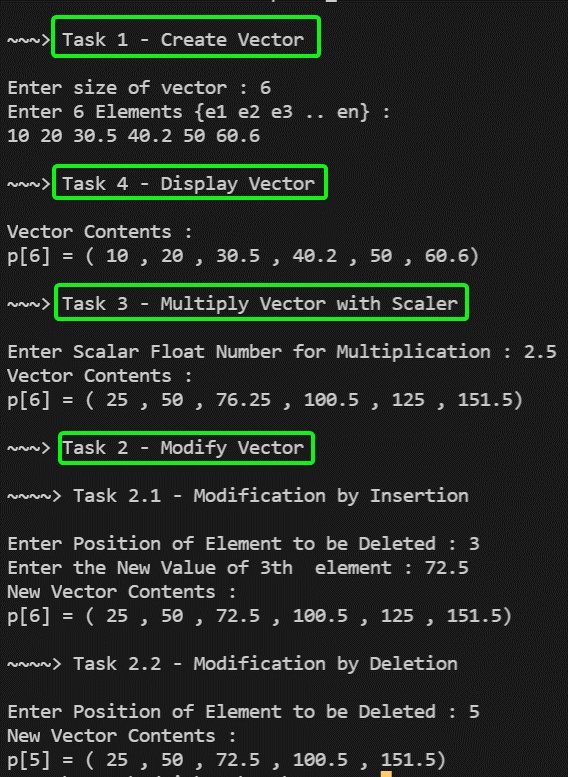 ~~~> Task 1 - Create Vector
Enter size of vector : 6
Enter 6 Elements {e1 e2 e3 .. en} :
10 20 30.5 40.2 50 60.6
~~~> Task 4 - Display Vector
Vector Contents :
p[6] = ( 10 , 20 , 30.5 , 40.2 , 50 , 60.6)
~~~> Task 3 - Multiply Vector with Scaler
Enter Scalar Float Number for Multiplication : 2.5
Vector Contents :
p[6] = ( 25 , 50 , 76.25 , 100.5 , 125 , 151.5)
~~~> Task 2 - Modify Vector
~~~~> Task 2.1 - Modification by Insertion
Enter Position of Element to be Deleted : 3
Enter the New Value of 3th  element : 72.5
New Vector Contents :
p[6] = ( 25 , 50 , 72.5 , 100.5 , 125 , 151.5)
~~~~> Task 2.2 - Modification by Deletion
Enter Position of Element to be Deleted : 5
New Vector Contents :
p[5] = ( 25 , 50 , 72.5 , 100.5 , 151.5)